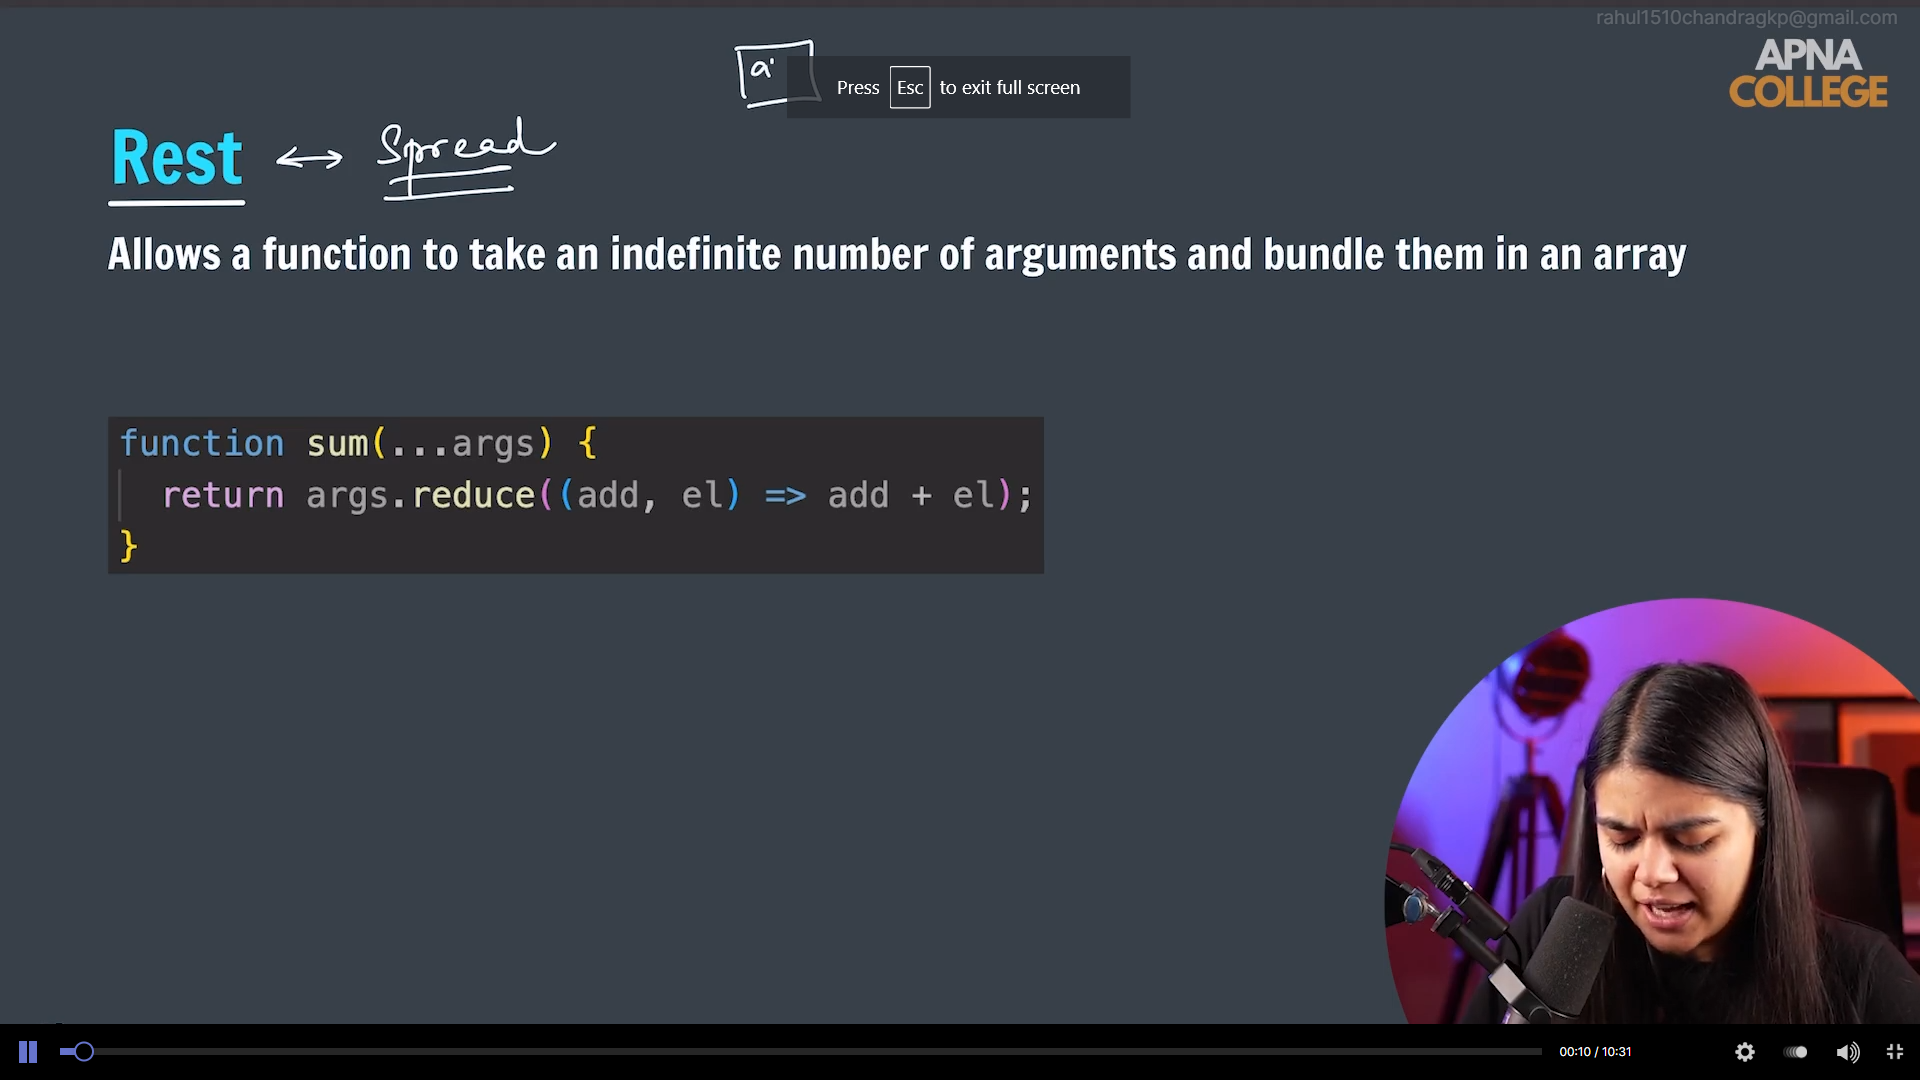 rahul1510chandragkp@gmail.com
APNA
COLLEGE
a
Press Esc to exit full screen
Rest ↔ Spread
Allows a function to take an indefinite number of arguments and bundle them in an array
function sum(...args) {
  return args.reduce((add, el) => add + el);
}
00:10 / 10:31